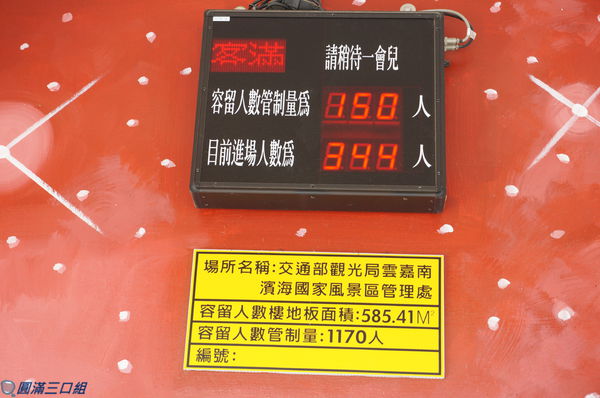 客滿 請稍待一會兒
容留人數管制量為 150 人
目前進場人數為 344 人
場所名稱:交通部觀光局雲嘉南
濱海國家風景區管理處
容留人數樓地板面積:585.41M²
容留人數管制量:1170人
編號:
圓滿三口組